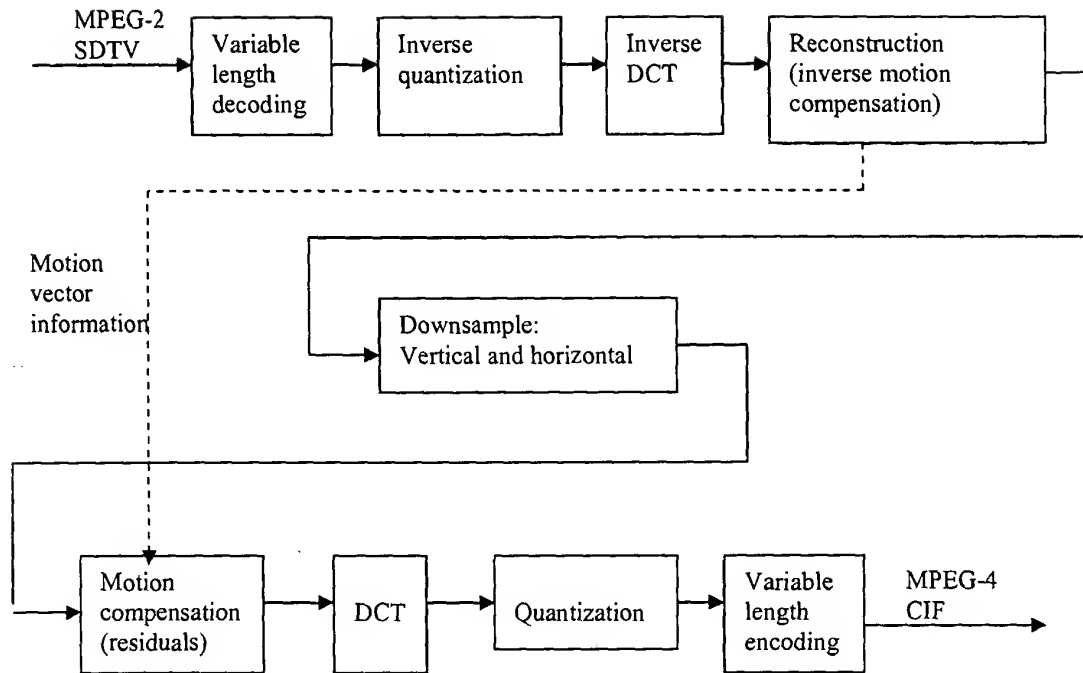 MPEG-2
SDTV
Variable
length
decoding
Inverse
quantization
Inverse
DCT
Reconstruction
(inverse motion
compensation)
Motion
vector
information
Downsample:
Vertical and horizontal
Motion
compensation
(residuals)
DCT
Quantization
Variable
length
encoding
MPEG-4
CIF